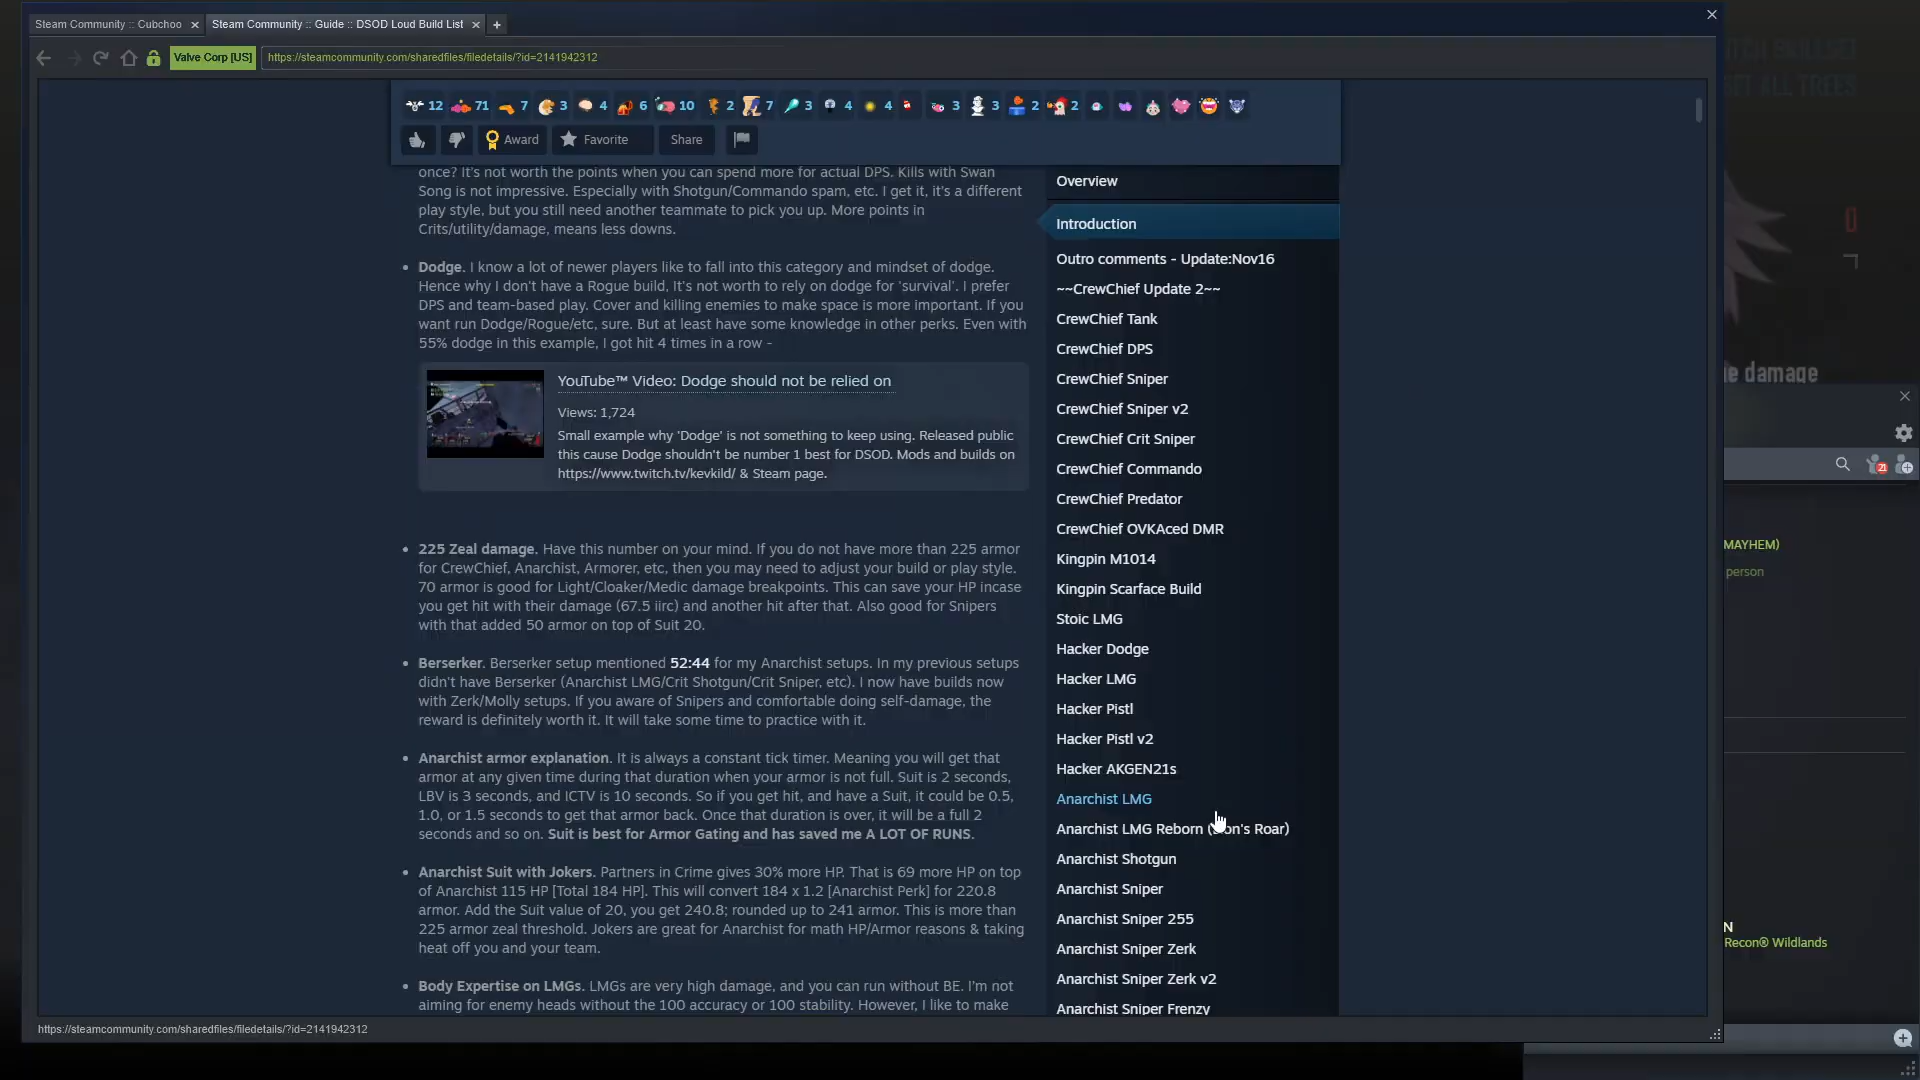 Steam Community :: Cubchoo
Steam Community :: Guide :: DSOD Loud Build List
Valve Corp [US]
https://steamcommunity.com/sharedfiles/filedetails/?id=2141942312
12 71 7 3 4 6 10 2 7 3 4 4 3 3 2 2
Award
Favorite
Share
once? It's not worth the points when you can spend more for actual DPS. Kills with Swan
Song is not impressive. Especially with Shotgun/Commando spam, etc. I get it, it's a different
play style, but you still need another teammate to pick you up. More points in
Crits/utility/damage, means less downs.
Dodge. I know a lot of newer players like to fall into this category and mindset of dodge.
Hence why I don't have a Rogue build, It's not worth to rely on dodge for 'survival'. I prefer
DPS and team-based play. Cover and killing enemies to make space is more important. If you
want run Dodge/Rogue/etc, sure. But at least have some knowledge in other perks. Even with
55% dodge in this example, I got hit 4 times in a row -
YouTube™ Video: Dodge should not be relied on
Views: 1,724
Small example why 'Dodge' is not something to keep using. Released public
this cause Dodge shouldn't be number 1 best for DSOD. Mods and builds on
https://www.twitch.tv/kevkild/ & Steam page.
225 Zeal damage. Have this number on your mind. If you do not have more than 225 armor
for CrewChief, Anarchist, Armorer, etc, then you may need to adjust your build or play style.
70 armor is good for Light/Cloaker/Medic damage breakpoints. This can save your HP incase
you get hit with their damage (67.5 iirc) and another hit after that. Also good for Snipers
with that added 50 armor on top of Suit 20.
Berserker. Berserker setup mentioned 52:44 for my Anarchist setups. In my previous setups
didn't have Berserker (Anarchist LMG/Crit Shotgun/Crit Sniper, etc). I now have builds now
with Zerk/Molly setups. If you aware of Snipers and comfortable doing self-damage, the
reward is definitely worth it. It will take some time to practice with it.
Anarchist armor explanation. It is always a constant tick timer. Meaning you will get that
armor at any given time during that duration when your armor is not full. Suit is 2 seconds,
LBV is 3 seconds, and ICTV is 10 seconds. So if you get hit, and have a Suit, it could be 0.5,
1.0, or 1.5 seconds to get that armor back. Once that duration is over, it will be a full 2
seconds and so on. Suit is best for Armor Gating and has saved me A LOT OF RUNS.
Anarchist Suit with Jokers. Partners in Crime gives 30% more HP. That is 69 more HP on top
of Anarchist 115 HP [Total 184 HP]. This will convert 184 x 1.2 [Anarchist Perk] for 220.8
armor. Add the Suit value of 20, you get 240.8; rounded up to 241 armor. This is more than
225 armor zeal threshold. Jokers are great for Anarchist for math HP/Armor reasons & taking
heat off you and your team.
Body Expertise on LMGs. LMGs are very high damage, and you can run without BE. I'm not
aiming for enemy heads without the 100 accuracy or 100 stability. However, I like to make
Overview
Introduction
Outro comments - Update:Nov16
~~CrewChief Update 2~~
CrewChief Tank
CrewChief DPS
CrewChief Sniper
CrewChief Sniper v2
CrewChief Crit Sniper
CrewChief Commando
CrewChief Predator
CrewChief OVKAced DMR
Kingpin M1014
Kingpin Scarface Build
Stoic LMG
Hacker Dodge
Hacker LMG
Hacker Pistl
Hacker Pistl v2
Hacker AKGEN21s
Anarchist LMG
Anarchist LMG Reborn ( on's Roar)
Anarchist Shotgun
Anarchist Sniper
Anarchist Sniper 255
Anarchist Sniper Zerk
Anarchist Sniper Zerk v2
Anarchist Sniper Frenzy
https://steamcommunity.com/sharedfiles/filedetails/?id=2141942312
TCH SKILLSET
ET ALL TREES
0
e damage
21
MAYHEM)
person
N
Recon® Wildlands